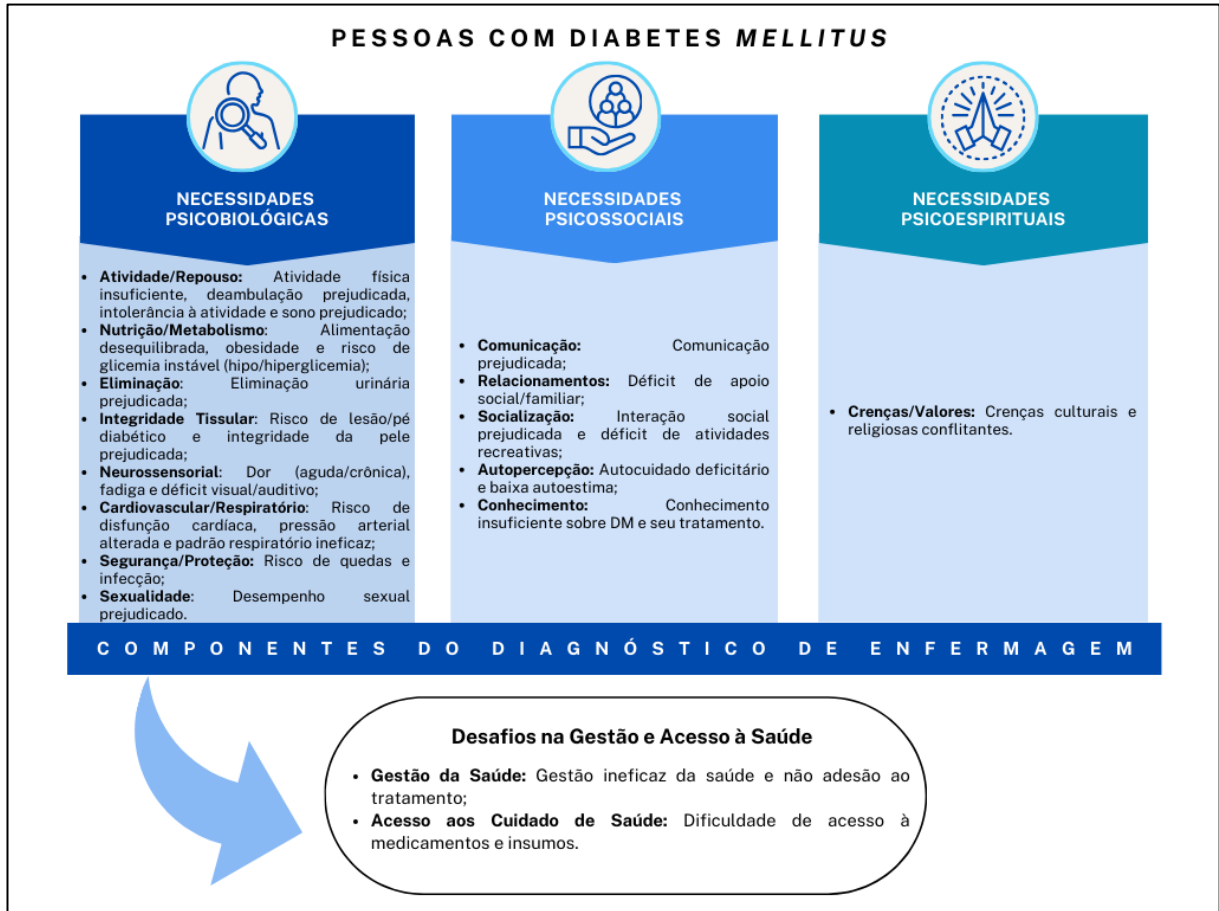 PESSOAS COM DIABETES MELLITUS
NECESSIDADES
PSICOBIOLÓGICAS
• Atividade/Repouso: Atividade física
insuficiente, deambulação prejudicada,
intolerância à atividade e sono prejudicado;
• Nutrição/Metabolismo: Alimentação
desequilibrada, obesidade e risco de
glicemia instável (hipo/hiperglicemia);
• Eliminação: Eliminação urinária
prejudicada;
• Integridade Tissular: Risco de lesão/pé
diabético e integridade da pele
prejudicada;
• Neurossensorial: Dor (aguda/crônica),
fadiga e déficit visual/auditivo;
• Cardiovascular/Respiratório: Risco de
disfunção cardíaca, pressão arterial
alterada e padrão respiratório ineficaz;
• Segurança/Proteção: Risco de quedas e
infecção;
• Sexualidade: Desempenho sexual
prejudicado.
NECESSIDADES
PSICOSSOCIAIS
• Comunicação: Comunicação
prejudicada;
• Relacionamentos: Déficit de apoio
social/familiar;
• Socialização: Interação social
prejudicada e déficit de atividades
recreativas;
• Autopercepção: Autocuidado deficitário
e baixa autoestima;
• Conhecimento: Conhecimento
insuficiente sobre DM e seu tratamento.
NECESSIDADES
PSICOESPIRITUAIS
• Crenças/Valores: Crenças culturais e
religiosas conflitantes.
COMPONENTES DO DIAGNÓSTICO DE ENFERMAGEM
Desafios na Gestão e Acesso à Saúde
• Gestão da Saúde: Gestão ineficaz da saúde e não adesão ao
tratamento;
• Acesso aos Cuidado de Saúde: Dificuldade de acesso à
medicamentos e insumos.